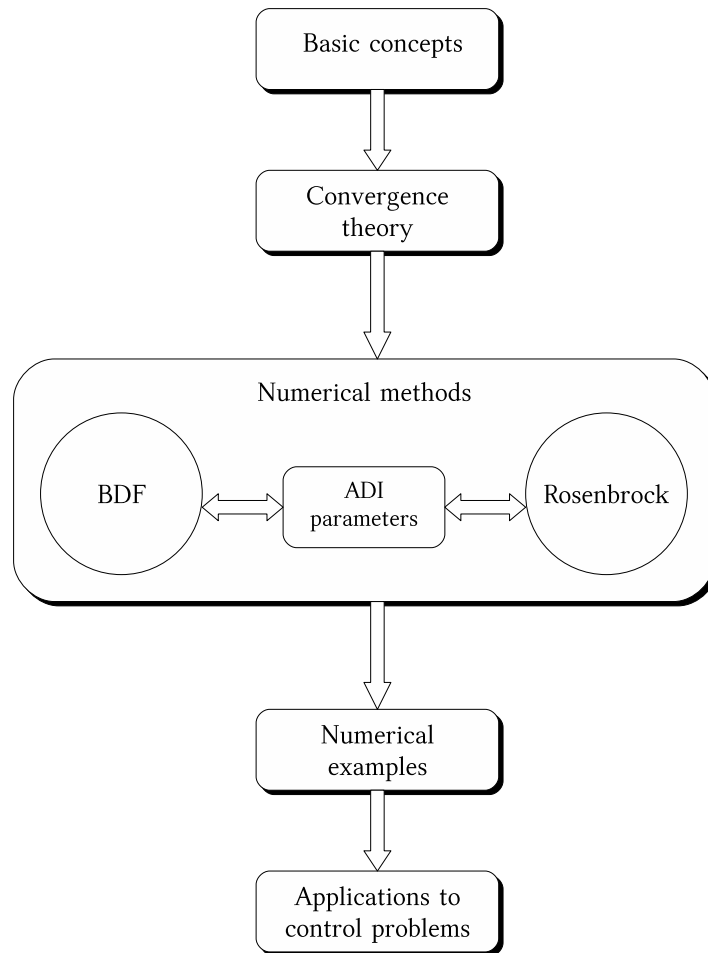 Basic concepts
Convergence
theory
Numerical methods
BDF
ADI
parameters
Rosenbrock
Numerical
examples
Applications to
control problems